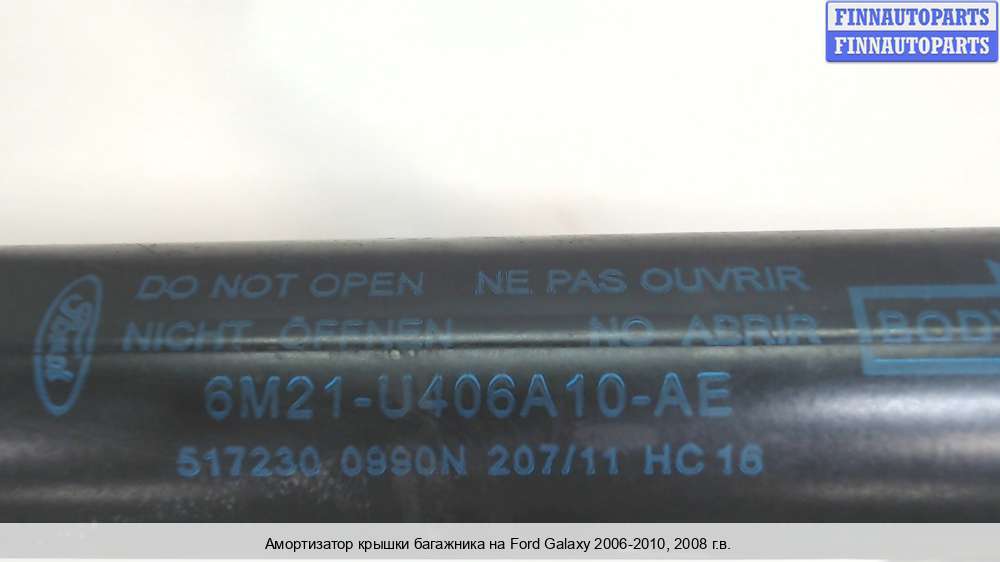 FINNAUTOPARTS
FINNAUTOPARTS
Ford
DO NOT OPEN NE PAS OUVRIR
NICHT ÖFFNEN NO ABRIR
BODY
6M21-U406A10-AE
517230 0990N 207/11 HC 16
Амортизатор крышки багажника на Ford Galaxy 2006-2010, 2008 г.в.